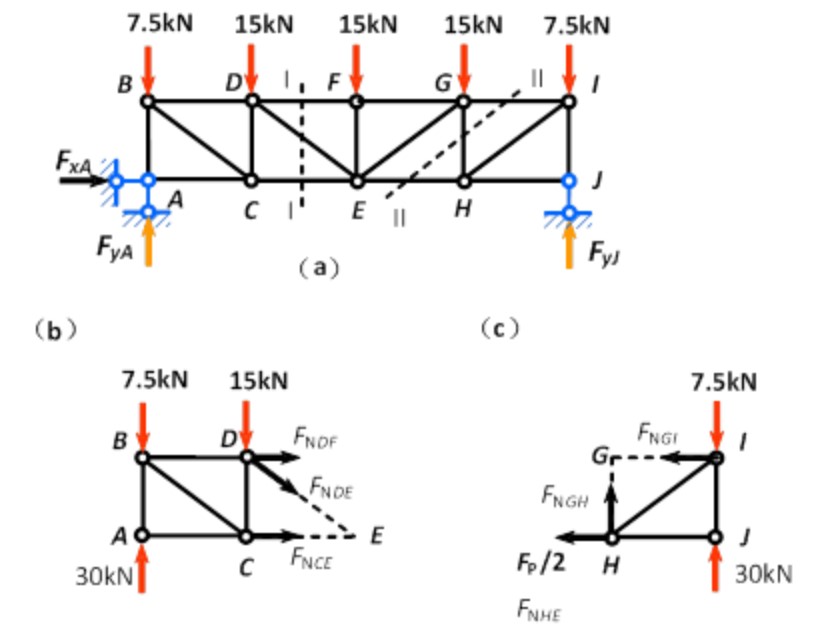 7.5kN 15kN 15kN 15kN 7.5kN
B D I F G II I
FxA
A C I E II H J
FyA FyJ
(a)
(b) (c)
7.5kN 15kN 7.5kN
B D FNDF FNGI I
G
FNDE FNGH
A E J
C FNCE FP/2 H
30kN 30kN
FNHE